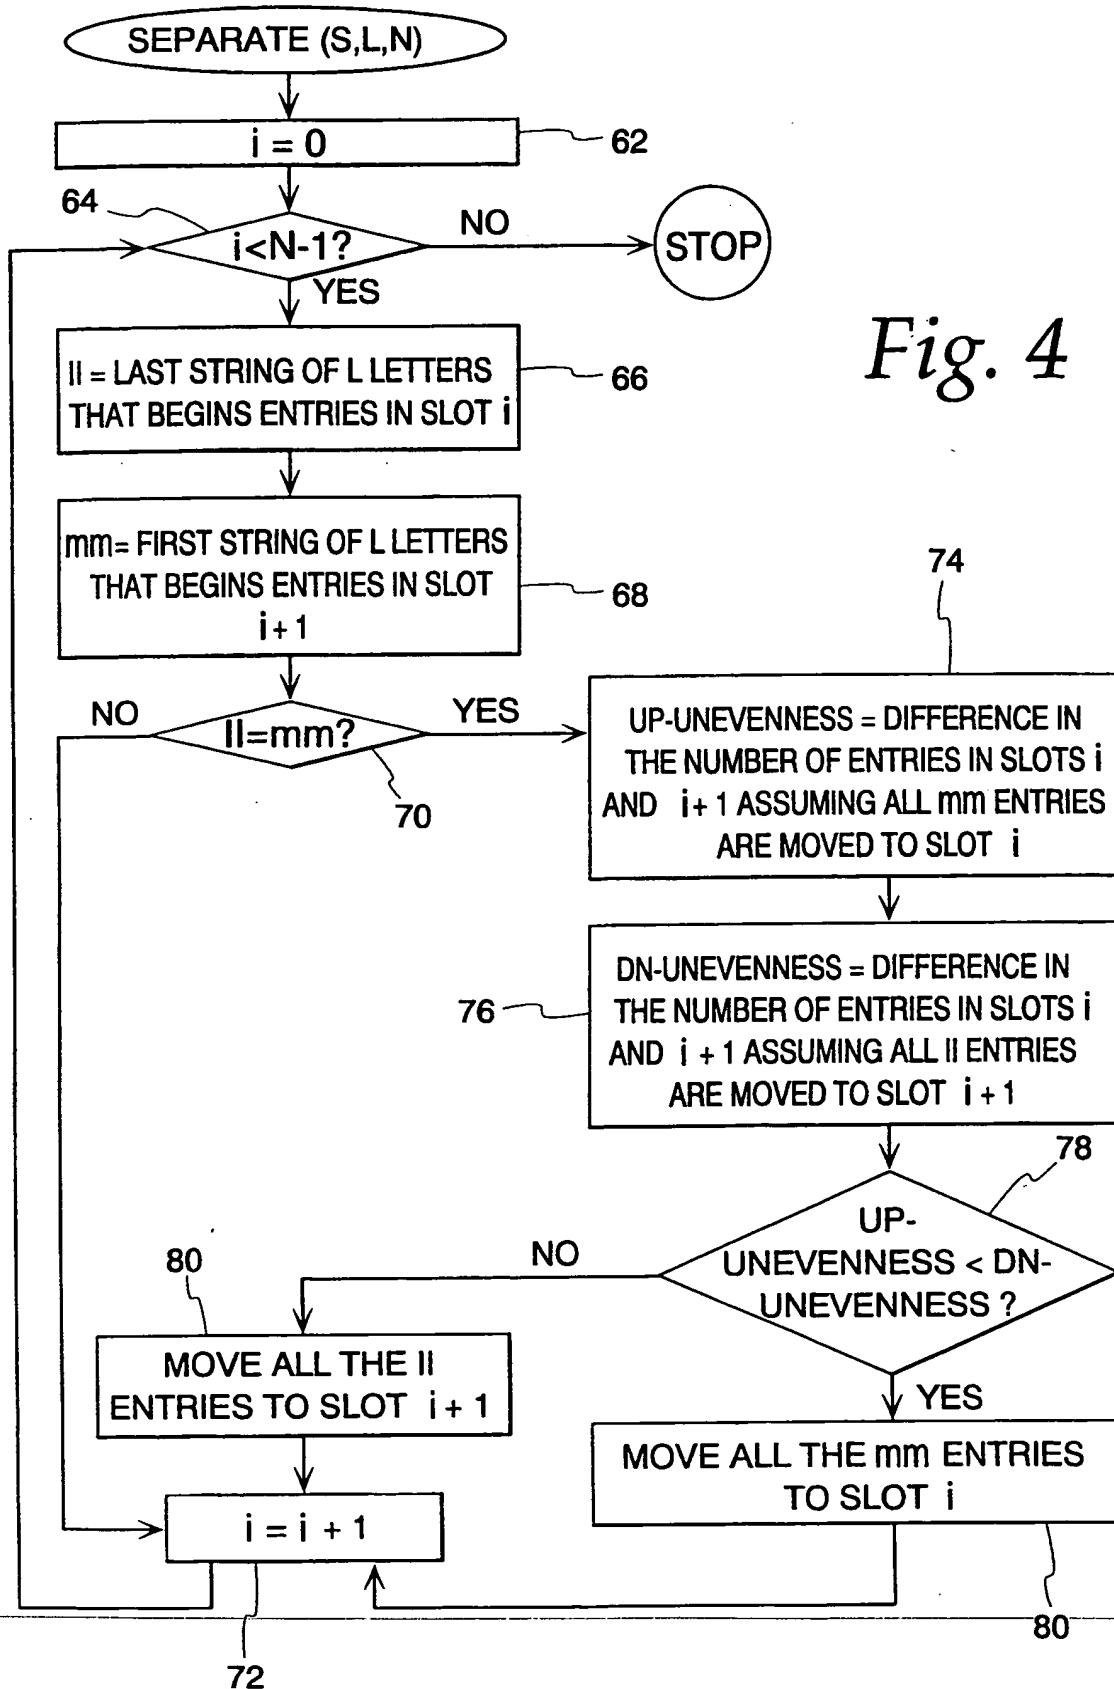 SEPARATE (S,L,N)
i = 0
62
64
i<N-1?
NO
STOP
YES
Fig. 4
ll = LAST STRING OF L LETTERS
THAT BEGINS ENTRIES IN SLOT i
66
mm= FIRST STRING OF L LETTERS
THAT BEGINS ENTRIES IN SLOT
i + 1
68
NO
ll=mm?
YES
70
74
UP-UNEVENNESS = DIFFERENCE IN
THE NUMBER OF ENTRIES IN SLOTS i
AND i + 1 ASSUMING ALL mm ENTRIES
ARE MOVED TO SLOT i
76
DN-UNEVENNESS = DIFFERENCE IN
THE NUMBER OF ENTRIES IN SLOTS i
AND i + 1 ASSUMING ALL ll ENTRIES
ARE MOVED TO SLOT i + 1
78
UP-
UNEVENNESS < DN-
UNEVENNESS ?
NO
YES
80
MOVE ALL THE ll
ENTRIES TO SLOT i + 1
MOVE ALL THE mm ENTRIES
TO SLOT i
80
i = i + 1
72